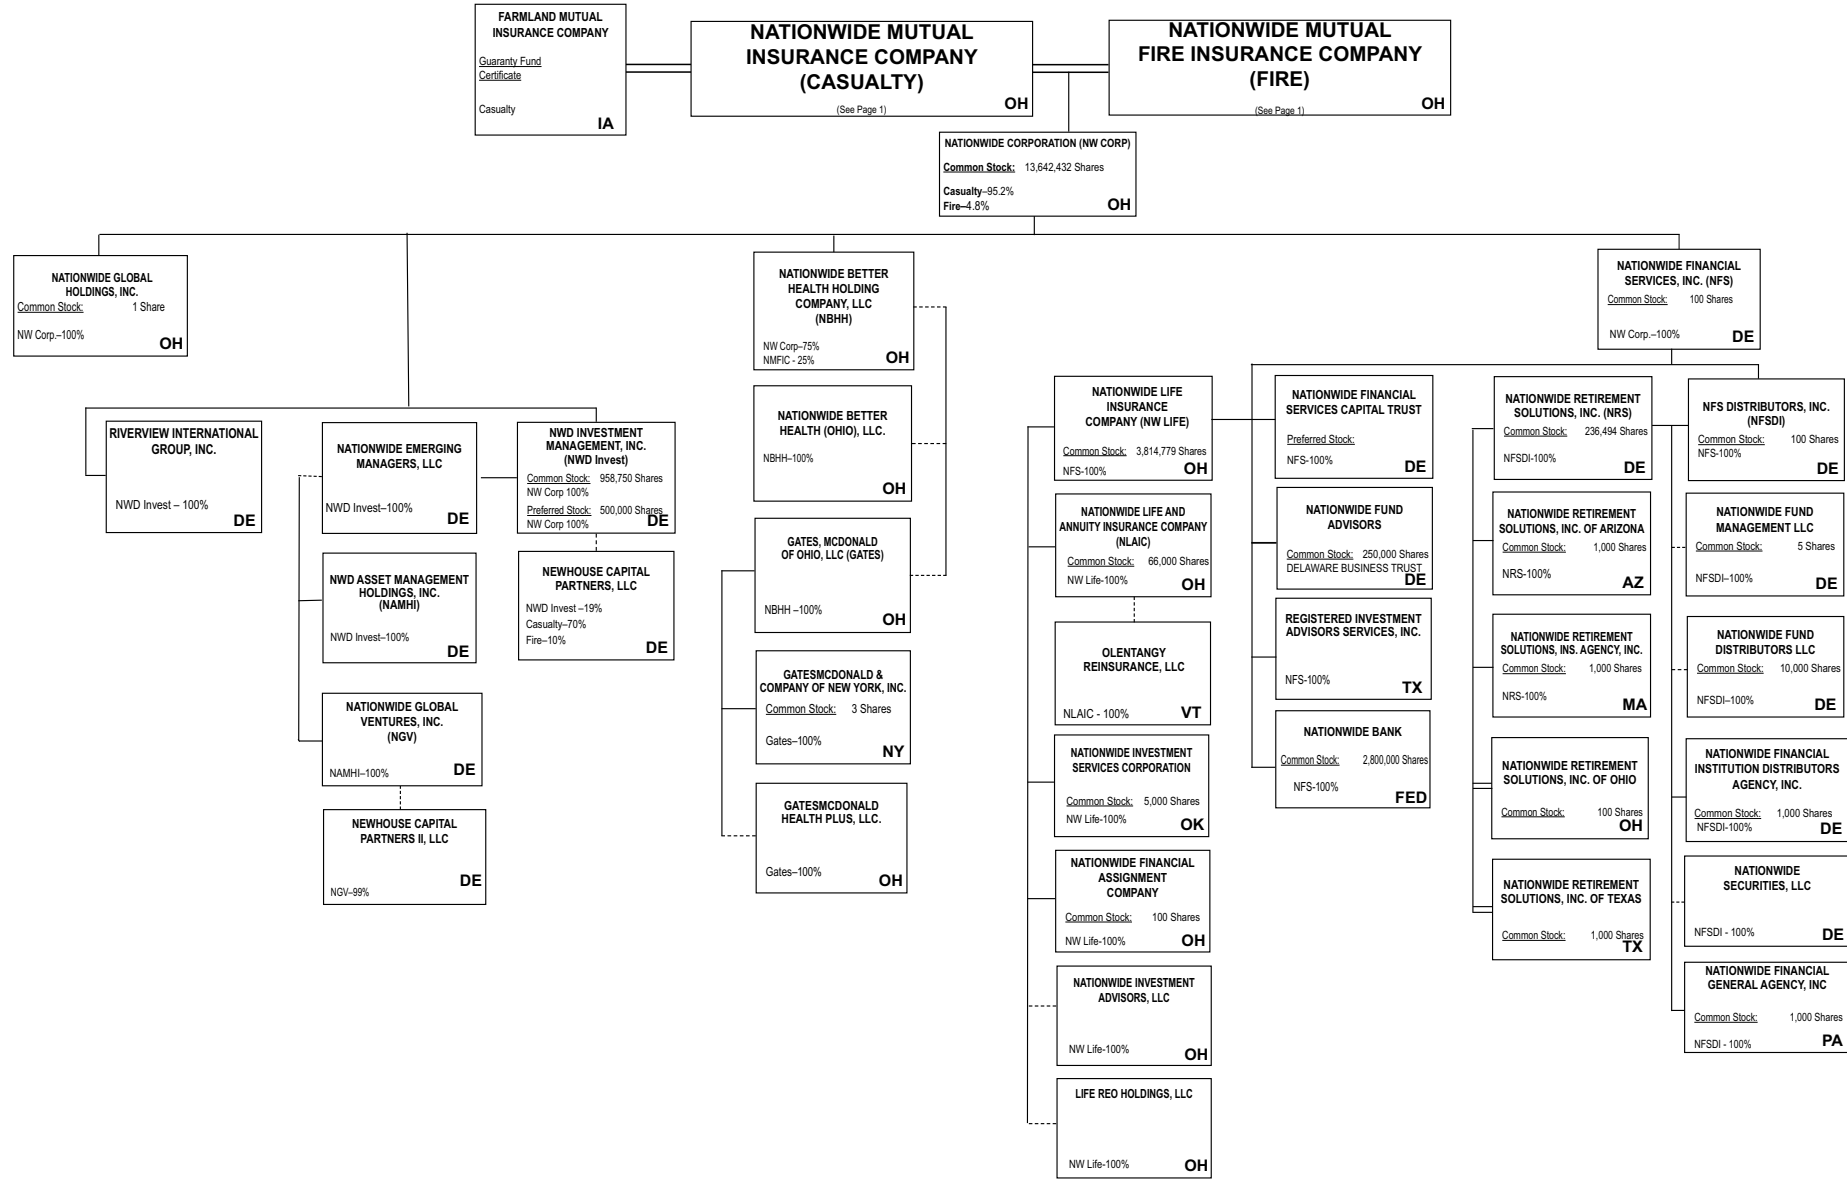 FARMLAND MUTUAL
INSURANCE COMPANY
Guaranty Fund
Certificate
Casualty
IA
NATIONWIDE MUTUAL
INSURANCE COMPANY
(CASUALTY)
(See Page 1)
OH
NATIONWIDE MUTUAL
FIRE INSURANCE COMPANY
(FIRE)
(See Page 1)
OH
NATIONWIDE CORPORATION (NW CORP)
Common Stock: 13,642,432 Shares
Casualty–95.2%
Fire–4.8%
OH
NATIONWIDE GLOBAL
HOLDINGS, INC.
Common Stock: 1 Share
NW Corp.–100%
OH
NATIONWIDE BETTER
HEALTH HOLDING
COMPANY, LLC
(NBHH)
NW Corp–75%
NMFIC - 25%
OH
NATIONWIDE FINANCIAL
SERVICES, INC. (NFS)
Common Stock: 100 Shares
NW Corp.–100%
DE
RIVERVIEW INTERNATIONAL
GROUP, INC.
NWD Invest – 100%
DE
NATIONWIDE EMERGING
MANAGERS, LLC
NWD Invest–100%
DE
NWD INVESTMENT
MANAGEMENT, INC.
(NWD Invest)
Common Stock: 958,750 Shares
NW Corp 100%
Preferred Stock: 500,000 Shares
NW Corp 100%
DE
NWD ASSET MANAGEMENT
HOLDINGS, INC.
(NAMHI)
NWD Invest–100%
DE
NEWHOUSE CAPITAL
PARTNERS, LLC
NWD Invest –19%
Casualty–70%
Fire–10%
DE
NATIONWIDE GLOBAL
VENTURES, INC.
(NGV)
NAMHI–100%
DE
NEWHOUSE CAPITAL
PARTNERS II, LLC
NGV–99%
DE
NATIONWIDE BETTER
HEALTH (OHIO), LLC.
NBHH–100%
OH
GATES, MCDONALD
OF OHIO, LLC (GATES)
NBHH –100%
OH
GATESMCDONALD &
COMPANY OF NEW YORK, INC.
Common Stock: 3 Shares
Gates–100%
NY
GATESMCDONALD
HEALTH PLUS, LLC.
Gates–100%
OH
NATIONWIDE LIFE
INSURANCE
COMPANY (NW LIFE)
Common Stock: 3,814,779 Shares
NFS-100%
OH
NATIONWIDE LIFE AND
ANNUITY INSURANCE COMPANY
(NLAIC)
Common Stock: 66,000 Shares
NW Life-100%
OH
OLENTANGY
REINSURANCE, LLC
NLAIC - 100%
VT
NATIONWIDE INVESTMENT
SERVICES CORPORATION
Common Stock: 5,000 Shares
NW Life-100%
OK
NATIONWIDE FINANCIAL
ASSIGNMENT
COMPANY
Common Stock: 100 Shares
NW Life-100%
OH
NATIONWIDE INVESTMENT
ADVISORS, LLC
NW Life-100%
OH
LIFE REO HOLDINGS, LLC
NW Life-100%
OH
NATIONWIDE FINANCIAL
SERVICES CAPITAL TRUST
Preferred Stock:
NFS-100%
DE
NATIONWIDE FUND
ADVISORS
Common Stock: 250,000 Shares
DELAWARE BUSINESS TRUST
DE
REGISTERED INVESTMENT
ADVISORS SERVICES, INC.
NFS-100%
TX
NATIONWIDE BANK
Common Stock: 2,800,000 Shares
NFS-100%
FED
NATIONWIDE RETIREMENT
SOLUTIONS, INC. (NRS)
Common Stock: 236,494 Shares
NFSDI-100%
DE
NATIONWIDE RETIREMENT
SOLUTIONS, INC. OF ARIZONA
Common Stock: 1,000 Shares
NRS-100%
AZ
NATIONWIDE RETIREMENT
SOLUTIONS, INS. AGENCY, INC.
Common Stock: 1,000 Shares
NRS-100%
MA
NATIONWIDE RETIREMENT
SOLUTIONS, INC. OF OHIO
Common Stock: 100 Shares
OH
NATIONWIDE RETIREMENT
SOLUTIONS, INC. OF TEXAS
Common Stock: 1,000 Shares
TX
NFS DISTRIBUTORS, INC.
(NFSDI)
Common Stock: 100 Shares
NFS-100%
DE
NATIONWIDE FUND
MANAGEMENT LLC
Common Stock: 5 Shares
NFSDI–100%
DE
NATIONWIDE FUND
DISTRIBUTORS LLC
Common Stock: 10,000 Shares
NFSDI–100%
DE
NATIONWIDE FINANCIAL
INSTITUTION DISTRIBUTORS
AGENCY, INC.
Common Stock: 1,000 Shares
NFSDI-100%
DE
NATIONWIDE
SECURITIES, LLC
NFSDI - 100%
DE
NATIONWIDE FINANCIAL
GENERAL AGENCY, INC
Common Stock: 1,000 Shares
NFSDI - 100%
PA